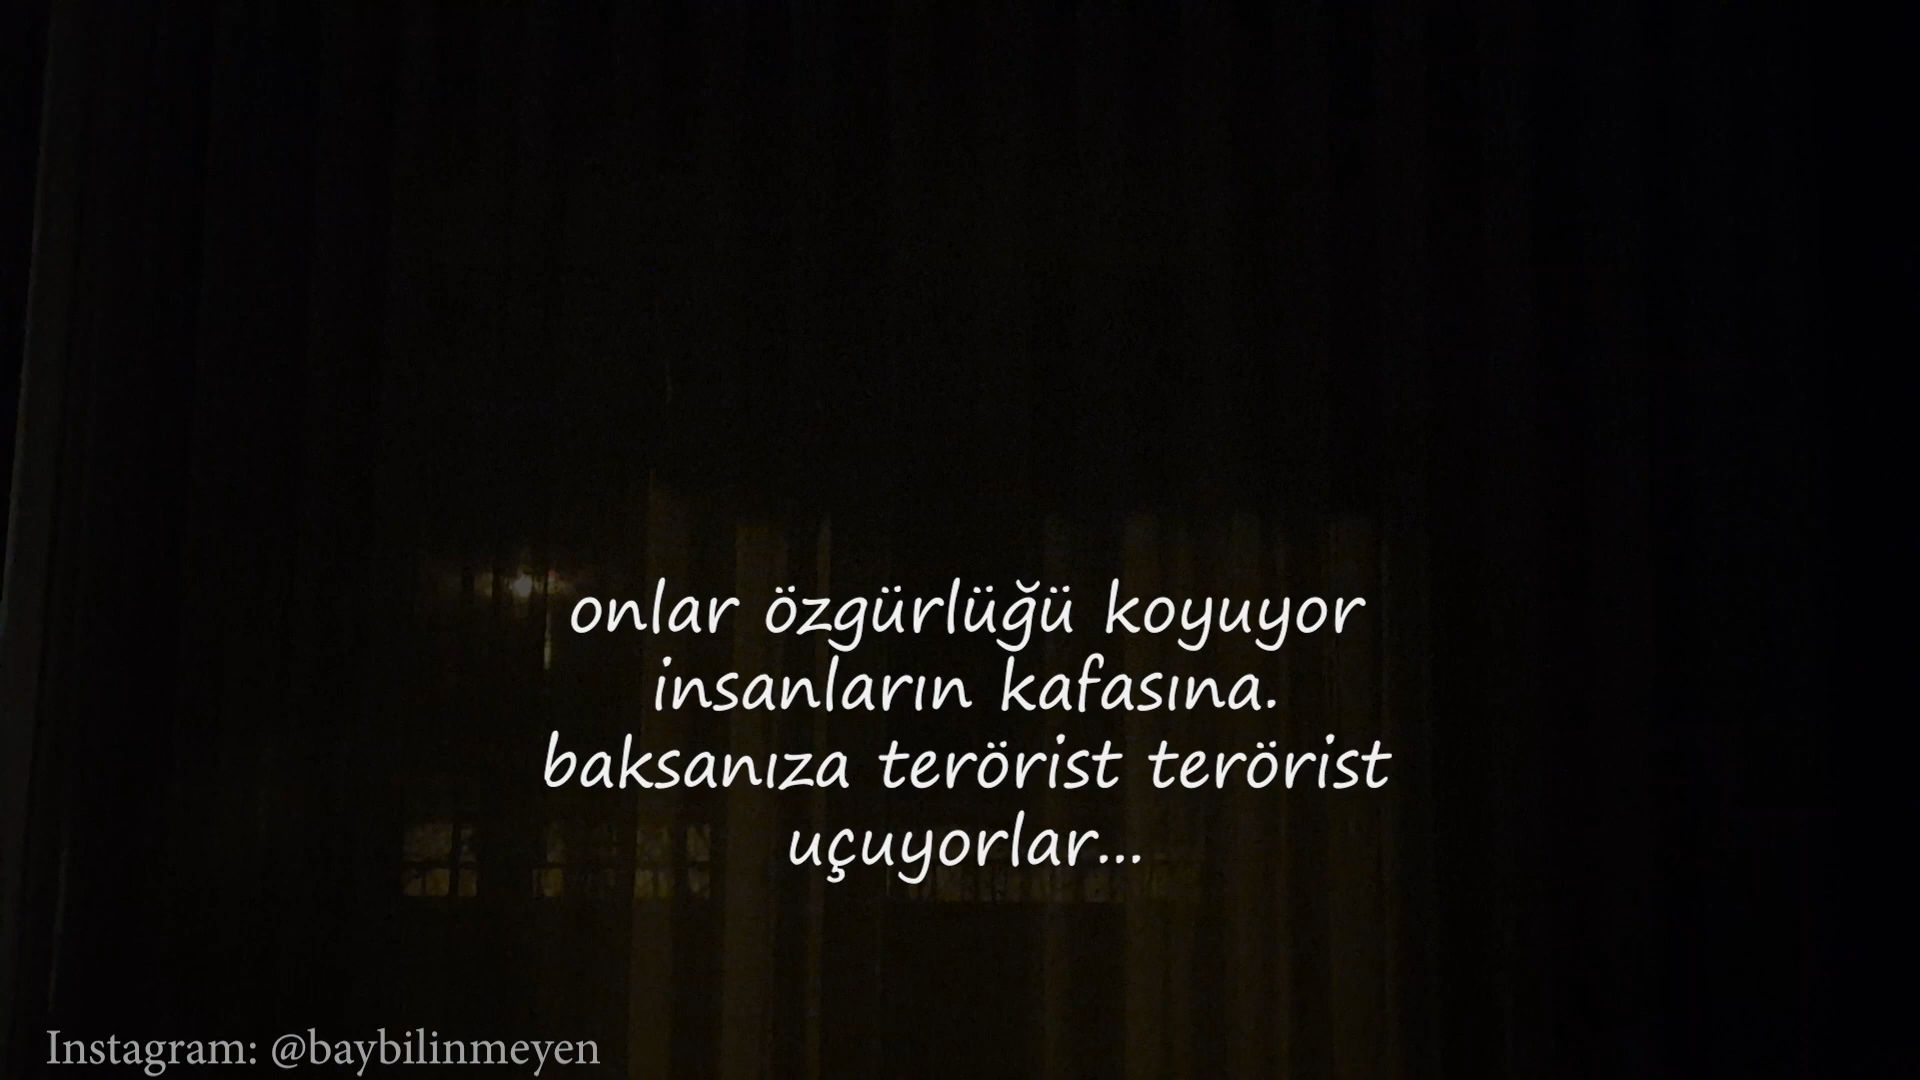 onlar özgürlüğü koyuyor
insanların kafasına.
baksanıza terörist terörist
uçuyorlar...
Instagram: @baybilinmeyen